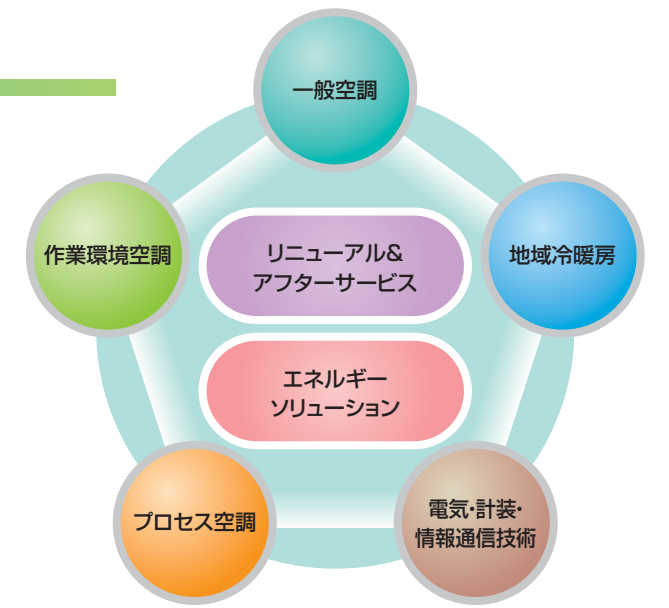 一般空調
作業環境空調
リニューアル&
アフターサービス
地域冷暖房
エネルギー
ソリューション
プロセス空調
電気・計装・
情報通信技術